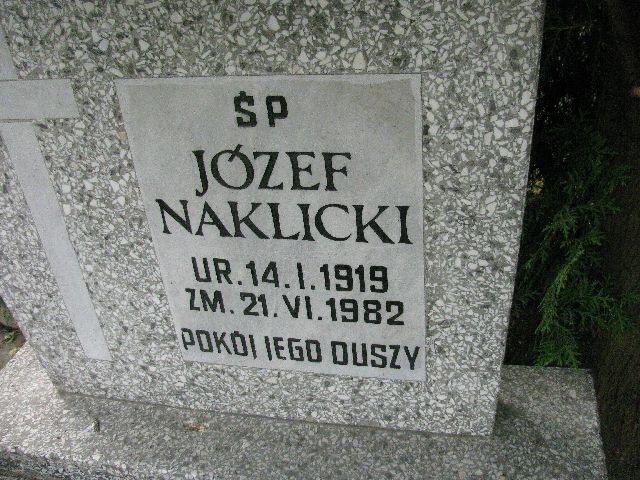 ŚP
JÓZEF
NAKLICKI
UR. 14. I. 1919
ZM. 21. VI. 1982
POKÓJ JEGO DUSZY